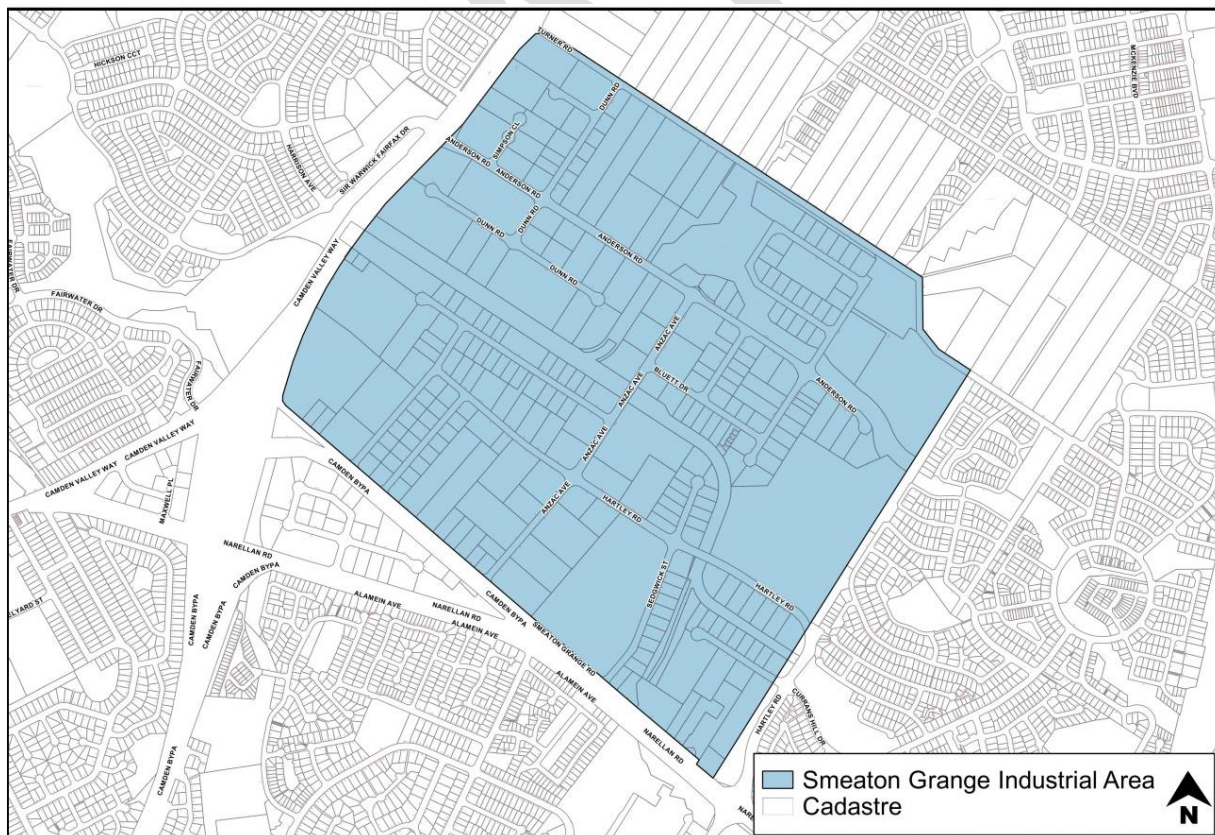 TURNER RD
HICKSON CCT
MCKENZIE BVD
DUNN RD
SIMPSON CL
SIR WARWICK FAIRFAX DR
HARRISON AVE
ANDERSON RD
ANDERSON RD
DUNN RD
DUNN RD
ANDERSON RD
CAMDEN VALLEY WAY
DUNN RD
FAIRWATER DR
FAIRWATER DR
ANZAC AVE
FAIRWATER DR
BLUETT DR
ANZAC AVE
ANDERSON RD
CAMDEN VALLEY WAY
ANZAC AVE
CAMDEN VALLEY WAY
CAMDEN BYPA
MAXWELL PL
ANZAC AVE
HARTLEY RD
NARELLAN RD
CAMDEN BYPA
SEDGWICK ST
HARTLEY RD
ELYARD ST
CAMDEN BYPA
CAMDEN BYPA
ALAMEIN AVE
NARELLAN RD
CAMDEN BYPA
ALAMEIN AVE
SMEATON GRANGE RD
ALAMEIN AVE
CURRANS HILL DR
HARTLEY RD
NARELLAN RD
CAMDEN BYPA
Smeaton Grange Industrial Area
Cadastre
N